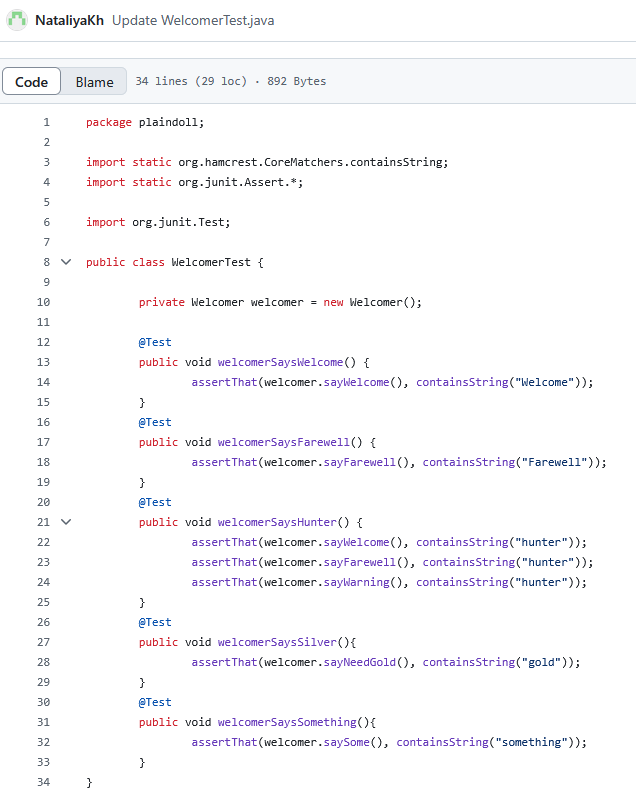 NataliyaKh Update WelcomerTest.java
Code Blame 34 lines (29 loc) · 892 Bytes
1 package plaindoll;
2
3 import static org.hamcrest.CoreMatchers.containsString;
4 import static org.junit.Assert.*;
5
6 import org.junit.Test;
7
8 public class WelcomerTest {
9
10 private Welcomer welcomer = new Welcomer();
11
12 @Test
13 public void welcomerSaysWelcome() {
14 assertThat(welcomer.sayWelcome(), containsString("Welcome"));
15 }
16 @Test
17 public void welcomerSaysFarewell() {
18 assertThat(welcomer.sayFarewell(), containsString("Farewell"));
19 }
20 @Test
21 public void welcomerSaysHunter() {
22 assertThat(welcomer.sayWelcome(), containsString("hunter"));
23 assertThat(welcomer.sayFarewell(), containsString("hunter"));
24 assertThat(welcomer.sayWarning(), containsString("hunter"));
25 }
26 @Test
27 public void welcomerSaysSilver(){
28 assertThat(welcomer.sayNeedGold(), containsString("gold"));
29 }
30 @Test
31 public void welcomerSaysSomething(){
32 assertThat(welcomer.saySome(), containsString("something"));
33 }
34 }